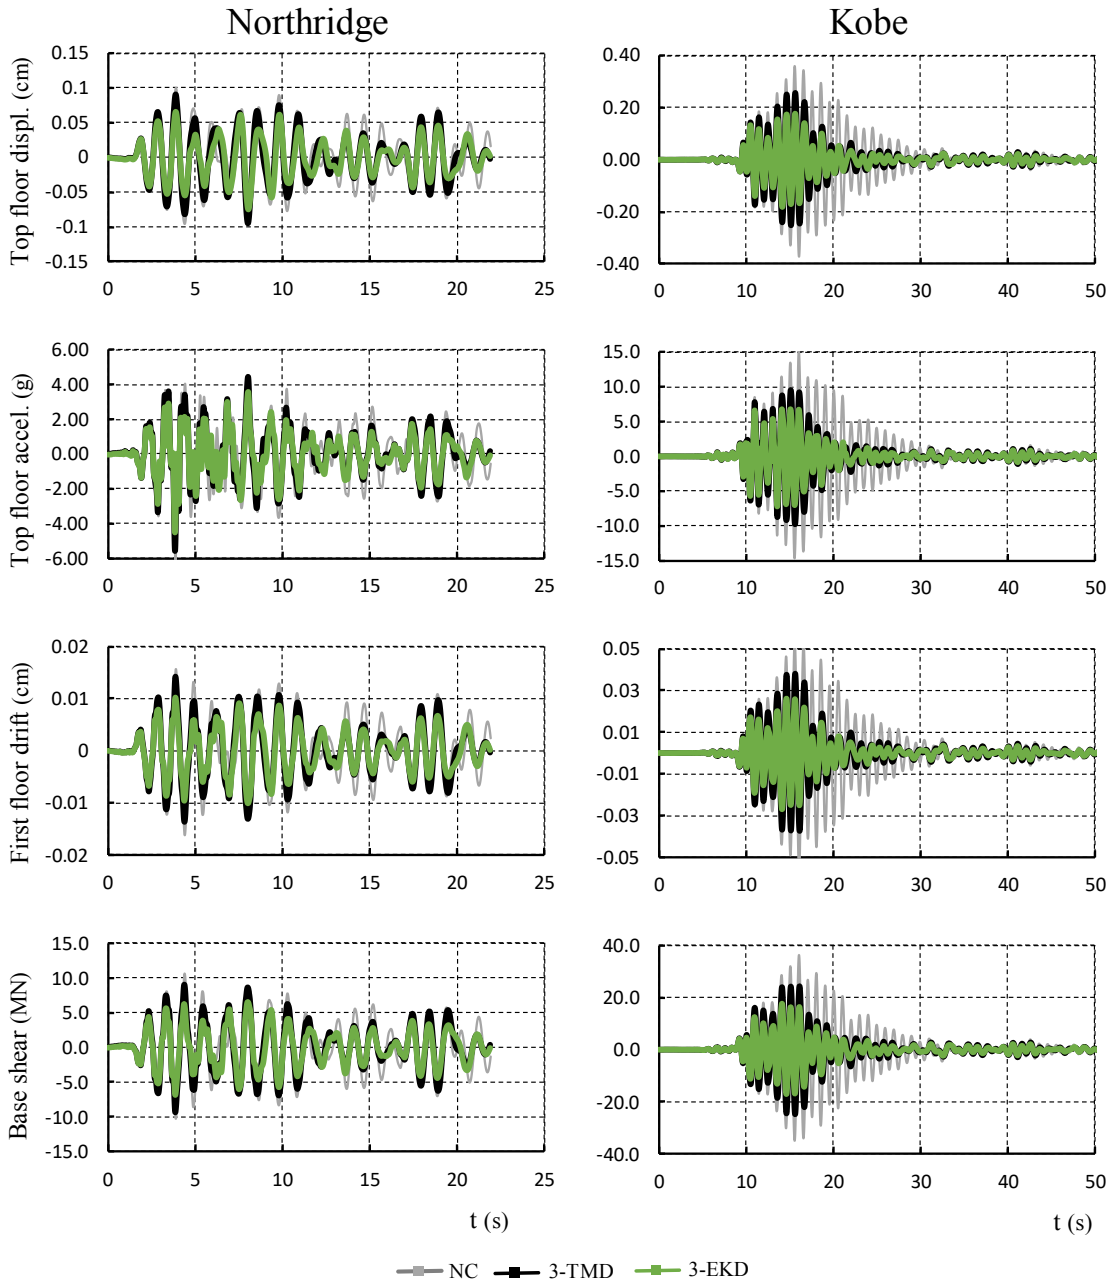 Northridge
Kobe
Top floor displ. (cm)
0.15
0.1
0.05
0
-0.05
-0.1
-0.15
0 5 10 15 20 25
0.40
0.20
0.00
-0.20
-0.40
0 10 20 30 40 50
Top floor accel. (g)
6.00
4.00
2.00
0.00
-2.00
-4.00
-6.00
0 5 10 15 20 25
15.0
10.0
5.0
0.0
-5.0
-10.0
-15.0
0 10 20 30 40 50
First floor drift (cm)
0.02
0.01
0
-0.01
-0.02
0 5 10 15 20 25
0.05
0.03
0.01
-0.01
-0.03
-0.05
0 10 20 30 40 50
Base shear (MN)
15.0
10.0
5.0
0.0
-5.0
-10.0
-15.0
0 5 10 15 20 25
t (s)
40.0
20.0
0.0
-20.0
-40.0
0 10 20 30 40 50
t (s)
NC 3-TMD 3-EKD